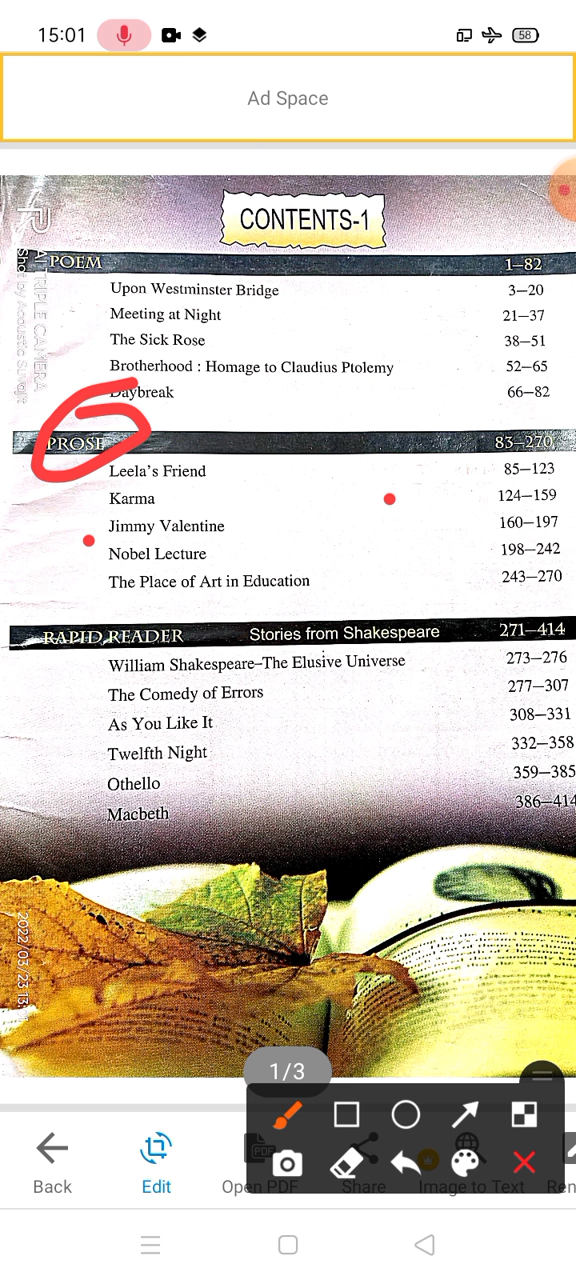 15:01
58
Ad Space
CONTENTS-1
POEM 1–82
Upon Westminster Bridge 3–20
Meeting at Night 21–37
The Sick Rose 38–51
Brotherhood : Homage to Claudius Ptolemy 52–65
Daybreak 66–82
PROSE 83–270
Leela's Friend 85–123
Karma 124–159
Jimmy Valentine 160–197
Nobel Lecture 198–242
The Place of Art in Education 243–270
RAPID READER Stories from Shakespeare 271–414
William Shakespeare–The Elusive Universe 273–276
The Comedy of Errors 277–307
As You Like It 308–331
Twelfth Night 332–358
Othello 359–385
Macbeth 386–414
AI TRIPLE CAMERA
Shot by
2022/03/23 13:
1/3
Back
Edit
Open PDF
Share
Image to Text
Ren